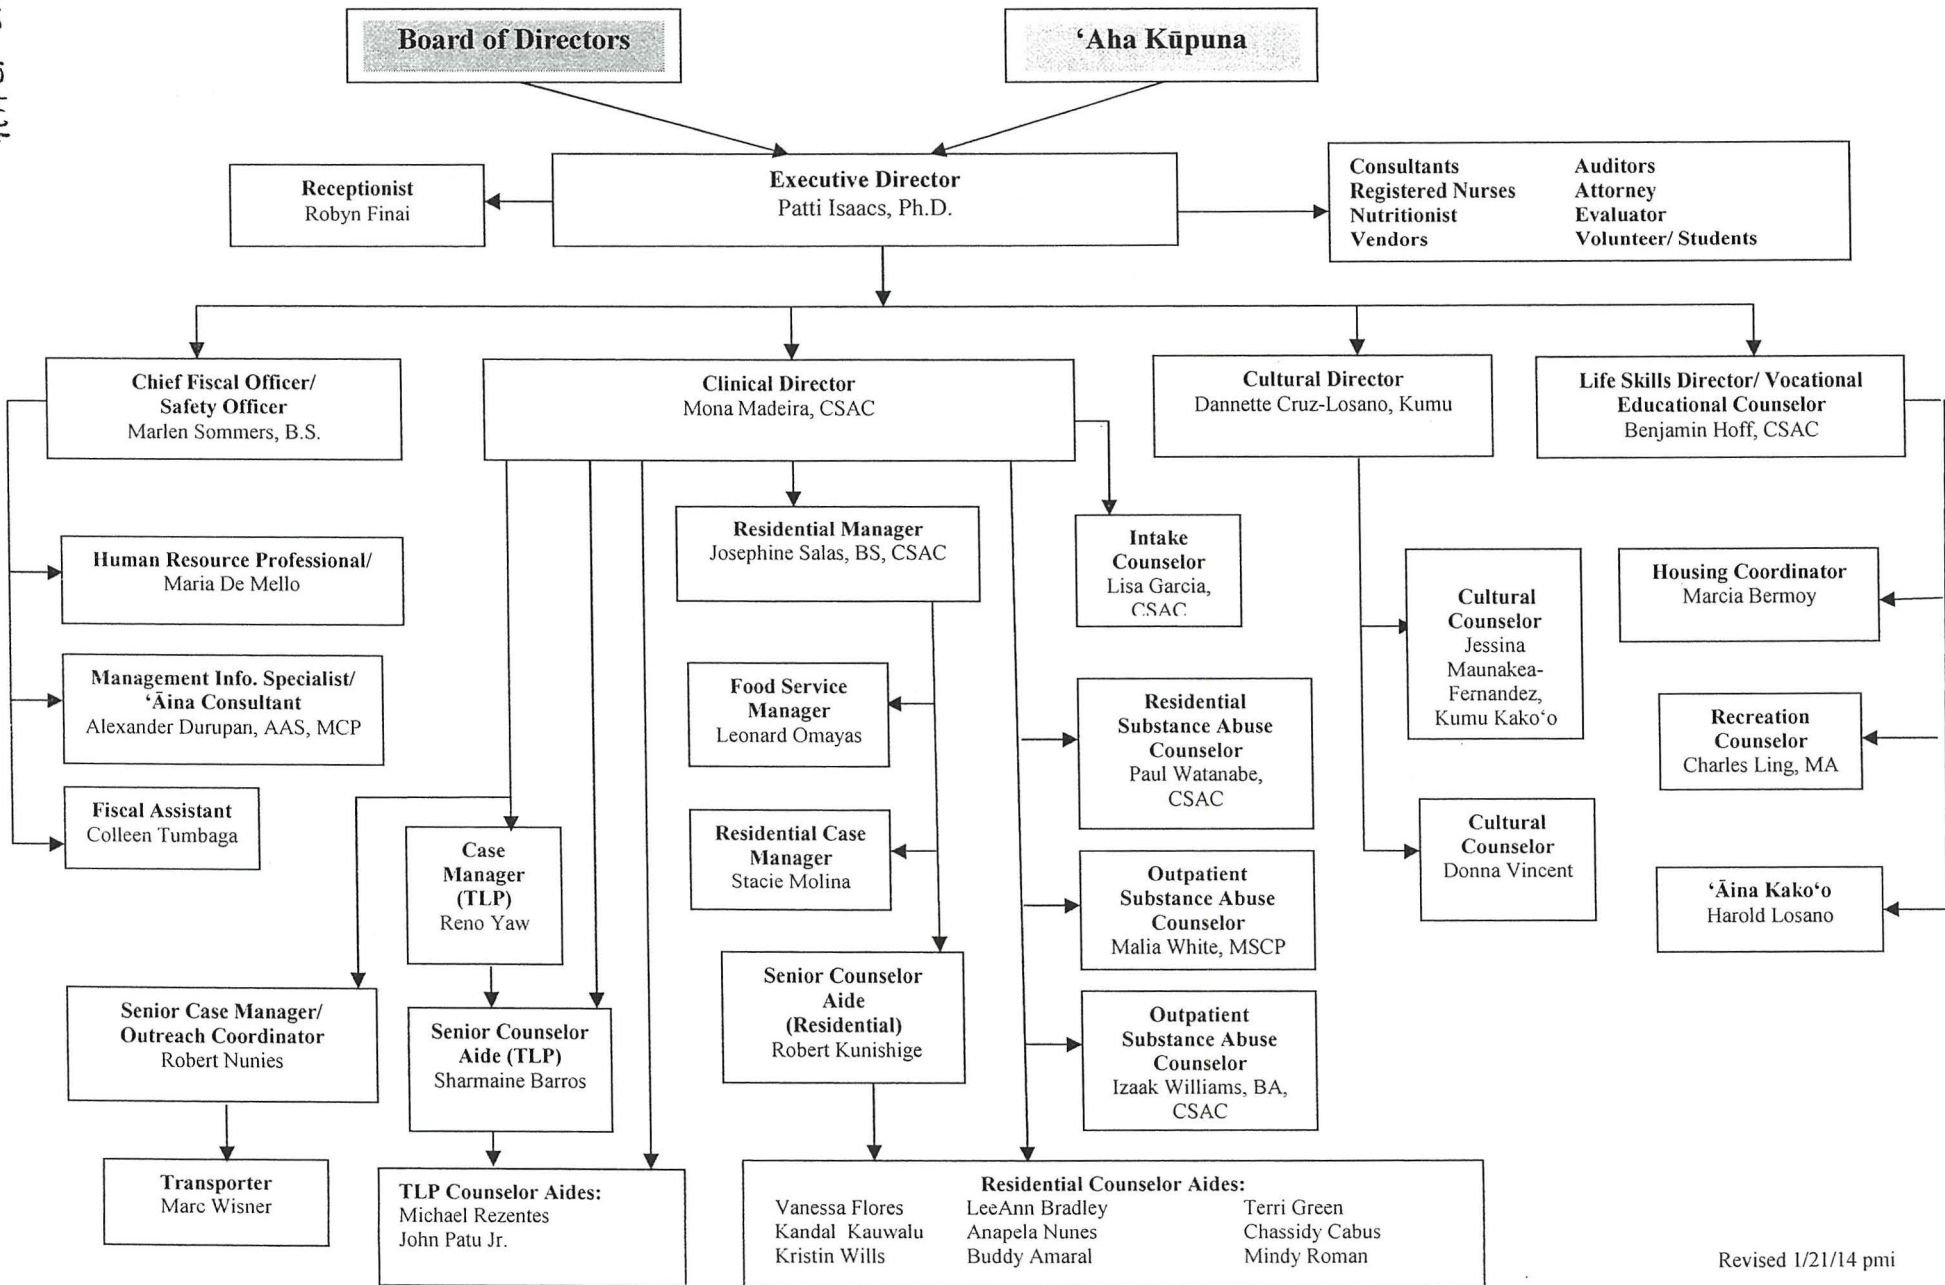 Board of Directors
ʻAha Kūpuna
Receptionist
Robyn Finai
Executive Director
Patti Isaacs, Ph.D.
Consultants Auditors
Registered Nurses Attorney
Nutritionist Evaluator
Vendors Volunteer/ Students
Chief Fiscal Officer/
Safety Officer
Marlen Sommers, B.S.
Clinical Director
Mona Madeira, CSAC
Cultural Director
Dannette Cruz-Losano, Kumu
Life Skills Director/ Vocational
Educational Counselor
Benjamin Hoff, CSAC
Human Resource Professional/
Maria De Mello
Management Info. Specialist/
ʻĀina Consultant
Alexander Durupan, AAS, MCP
Fiscal Assistant
Colleen Tumbaga
Residential Manager
Josephine Salas, BS, CSAC
Intake
Counselor
Lisa Garcia,
CSAC
Food Service
Manager
Leonard Omayas
Residential Case
Manager
Stacie Molina
Case
Manager
(TLP)
Reno Yaw
Residential
Substance Abuse
Counselor
Paul Watanabe,
CSAC
Outpatient
Substance Abuse
Counselor
Malia White, MSCP
Outpatient
Substance Abuse
Counselor
Izaak Williams, BA,
CSAC
Cultural
Counselor
Jessina
Maunakea-
Fernandez,
Kumu Kakoʻo
Cultural
Counselor
Donna Vincent
Housing Coordinator
Marcia Bermoy
Recreation
Counselor
Charles Ling, MA
ʻĀina Kakoʻo
Harold Losano
Senior Case Manager/
Outreach Coordinator
Robert Nunies
Senior Counselor
Aide (TLP)
Sharmaine Barros
Senior Counselor
Aide
(Residential)
Robert Kunishige
Transporter
Marc Wisner
TLP Counselor Aides:
Michael Rezentes
John Patu Jr.
Residential Counselor Aides:
Vanessa Flores LeeAnn Bradley Terri Green
Kandal Kauwalu Anapela Nunes Chassidy Cabus
Kristin Wills Buddy Amaral Mindy Roman
Revised 1/21/14 pmi